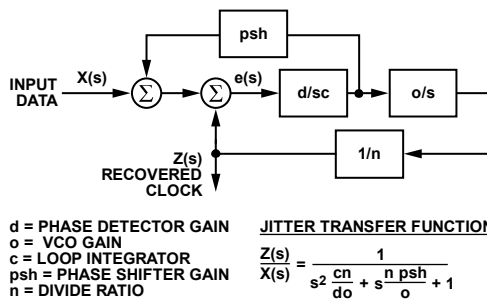 psh
X(s)
e(s)
INPUT
DATA
Σ
Σ
d/sc
o/s
1/n
Z(s)
RECOVERED
CLOCK
d = PHASE DETECTOR GAIN
o = VCO GAIN
c = LOOP INTEGRATOR
psh = PHASE SHIFTER GAIN
n = DIVIDE RATIO
JITTER TRANSFER FUNCTION
Z(s)/X(s) = 1/(s² cn/do + s n psh/o + 1)